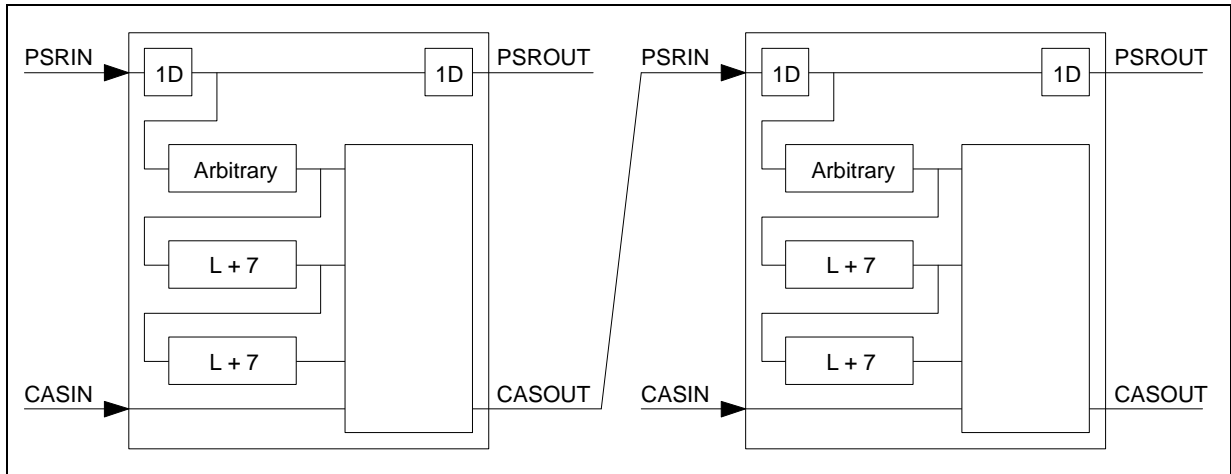 PSRIN
1D
1D
PSROUT
Arbitrary
L + 7
L + 7
CASIN
CASOUT
PSRIN
1D
1D
PSROUT
Arbitrary
L + 7
L + 7
CASIN
CASOUT